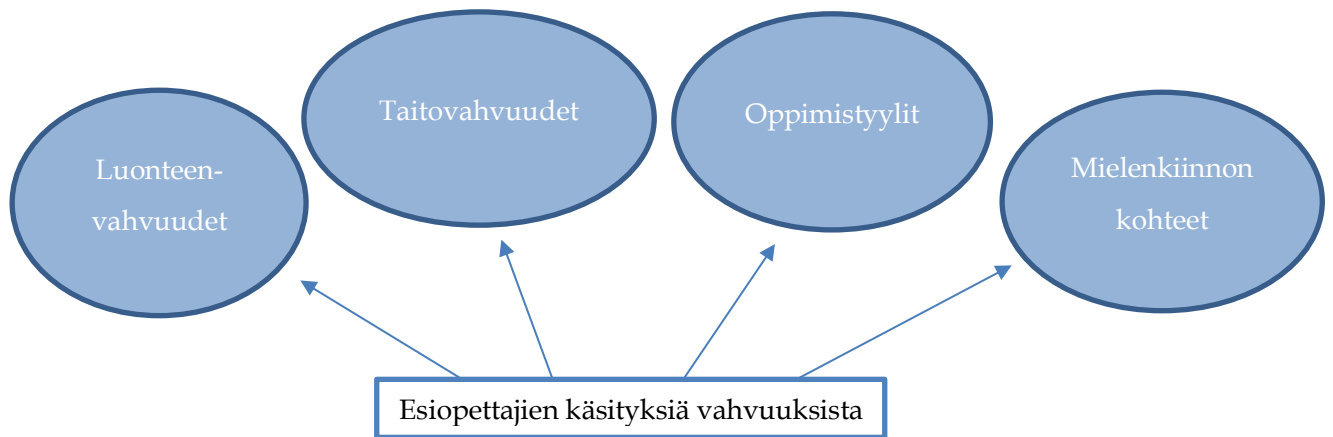 Luonteen-
vahvuudet
Taitovahvuudet
Oppimistyylit
Mielenkiinnon
kohteet
Esiopettajien käsityksiä vahvuuksista